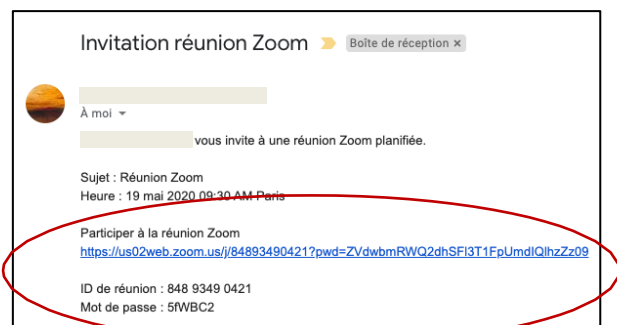 Invitation réunion Zoom Boîte de réception ×
À moi
vous invite à une réunion Zoom planifiée.
Sujet : Réunion Zoom
Heure : 19 mai 2020 09:30 AM Paris
Participer à la réunion Zoom
https://us02web.zoom.us/j/84893490421?pwd=ZVdwbmRWQ2dhSFl3T1FpUmdlQlhzZz09
ID de réunion : 848 9349 0421
Mot de passe : 5fWBC2